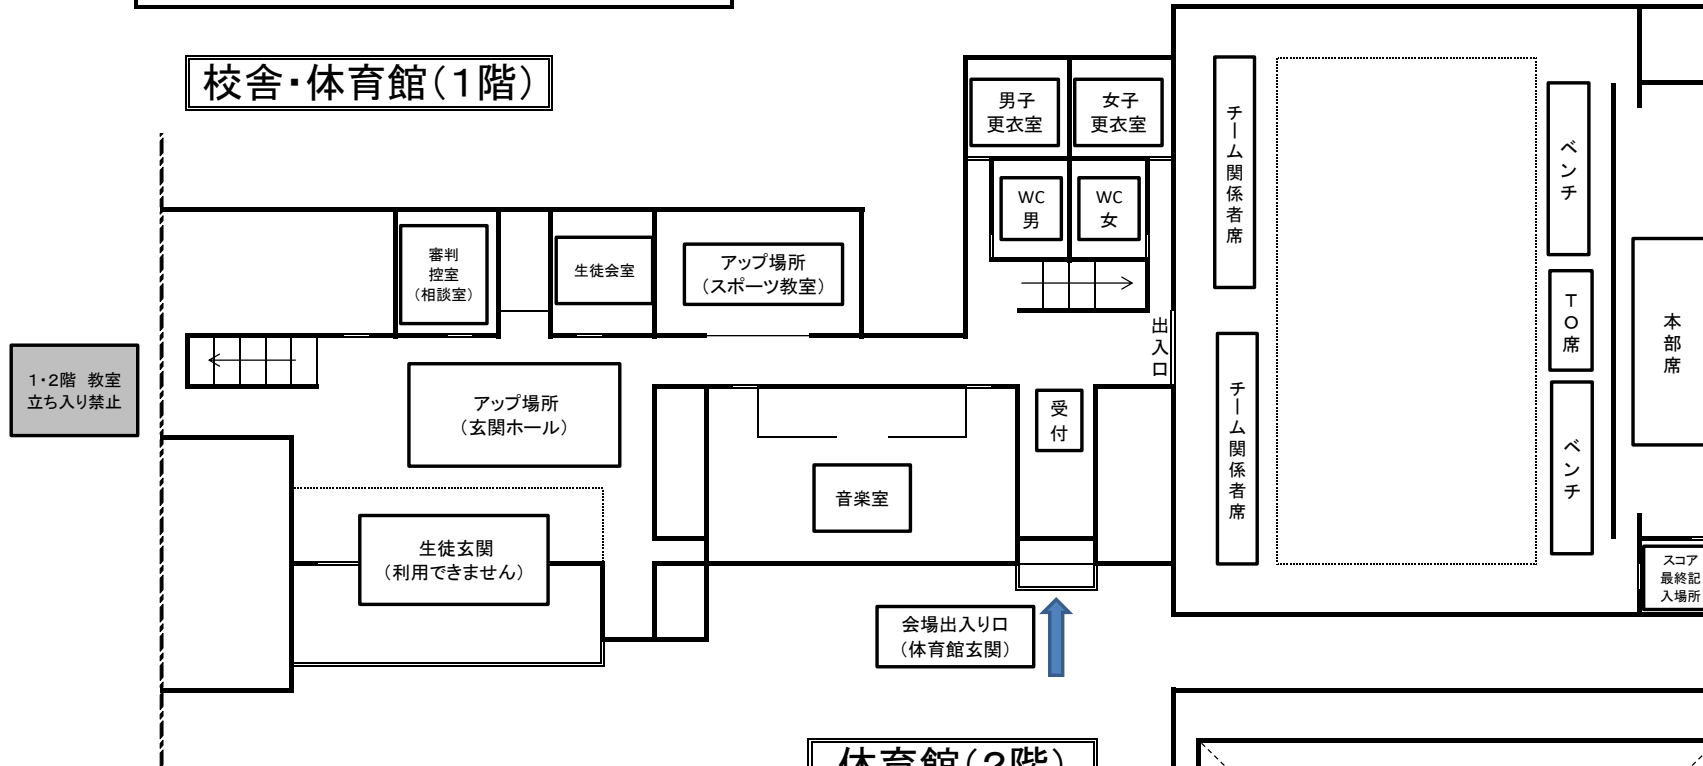 校舎・体育館（１階）
男子
更衣室
女子
更衣室
WC
男
WC
女
審判
控室
（相談室）
生徒会室
アップ場所
（スポーツ教室）
出入口
1・2階 教室
立ち入り禁止
アップ場所
（玄関ホール）
受付
音楽室
生徒玄関
（利用できません）
会場出入り口
（体育館玄関）
チーム関係者席
チーム関係者席
ベンチ
ＴＯ席
ベンチ
本部席
スコア
最終記
入場所
体育館（２階）